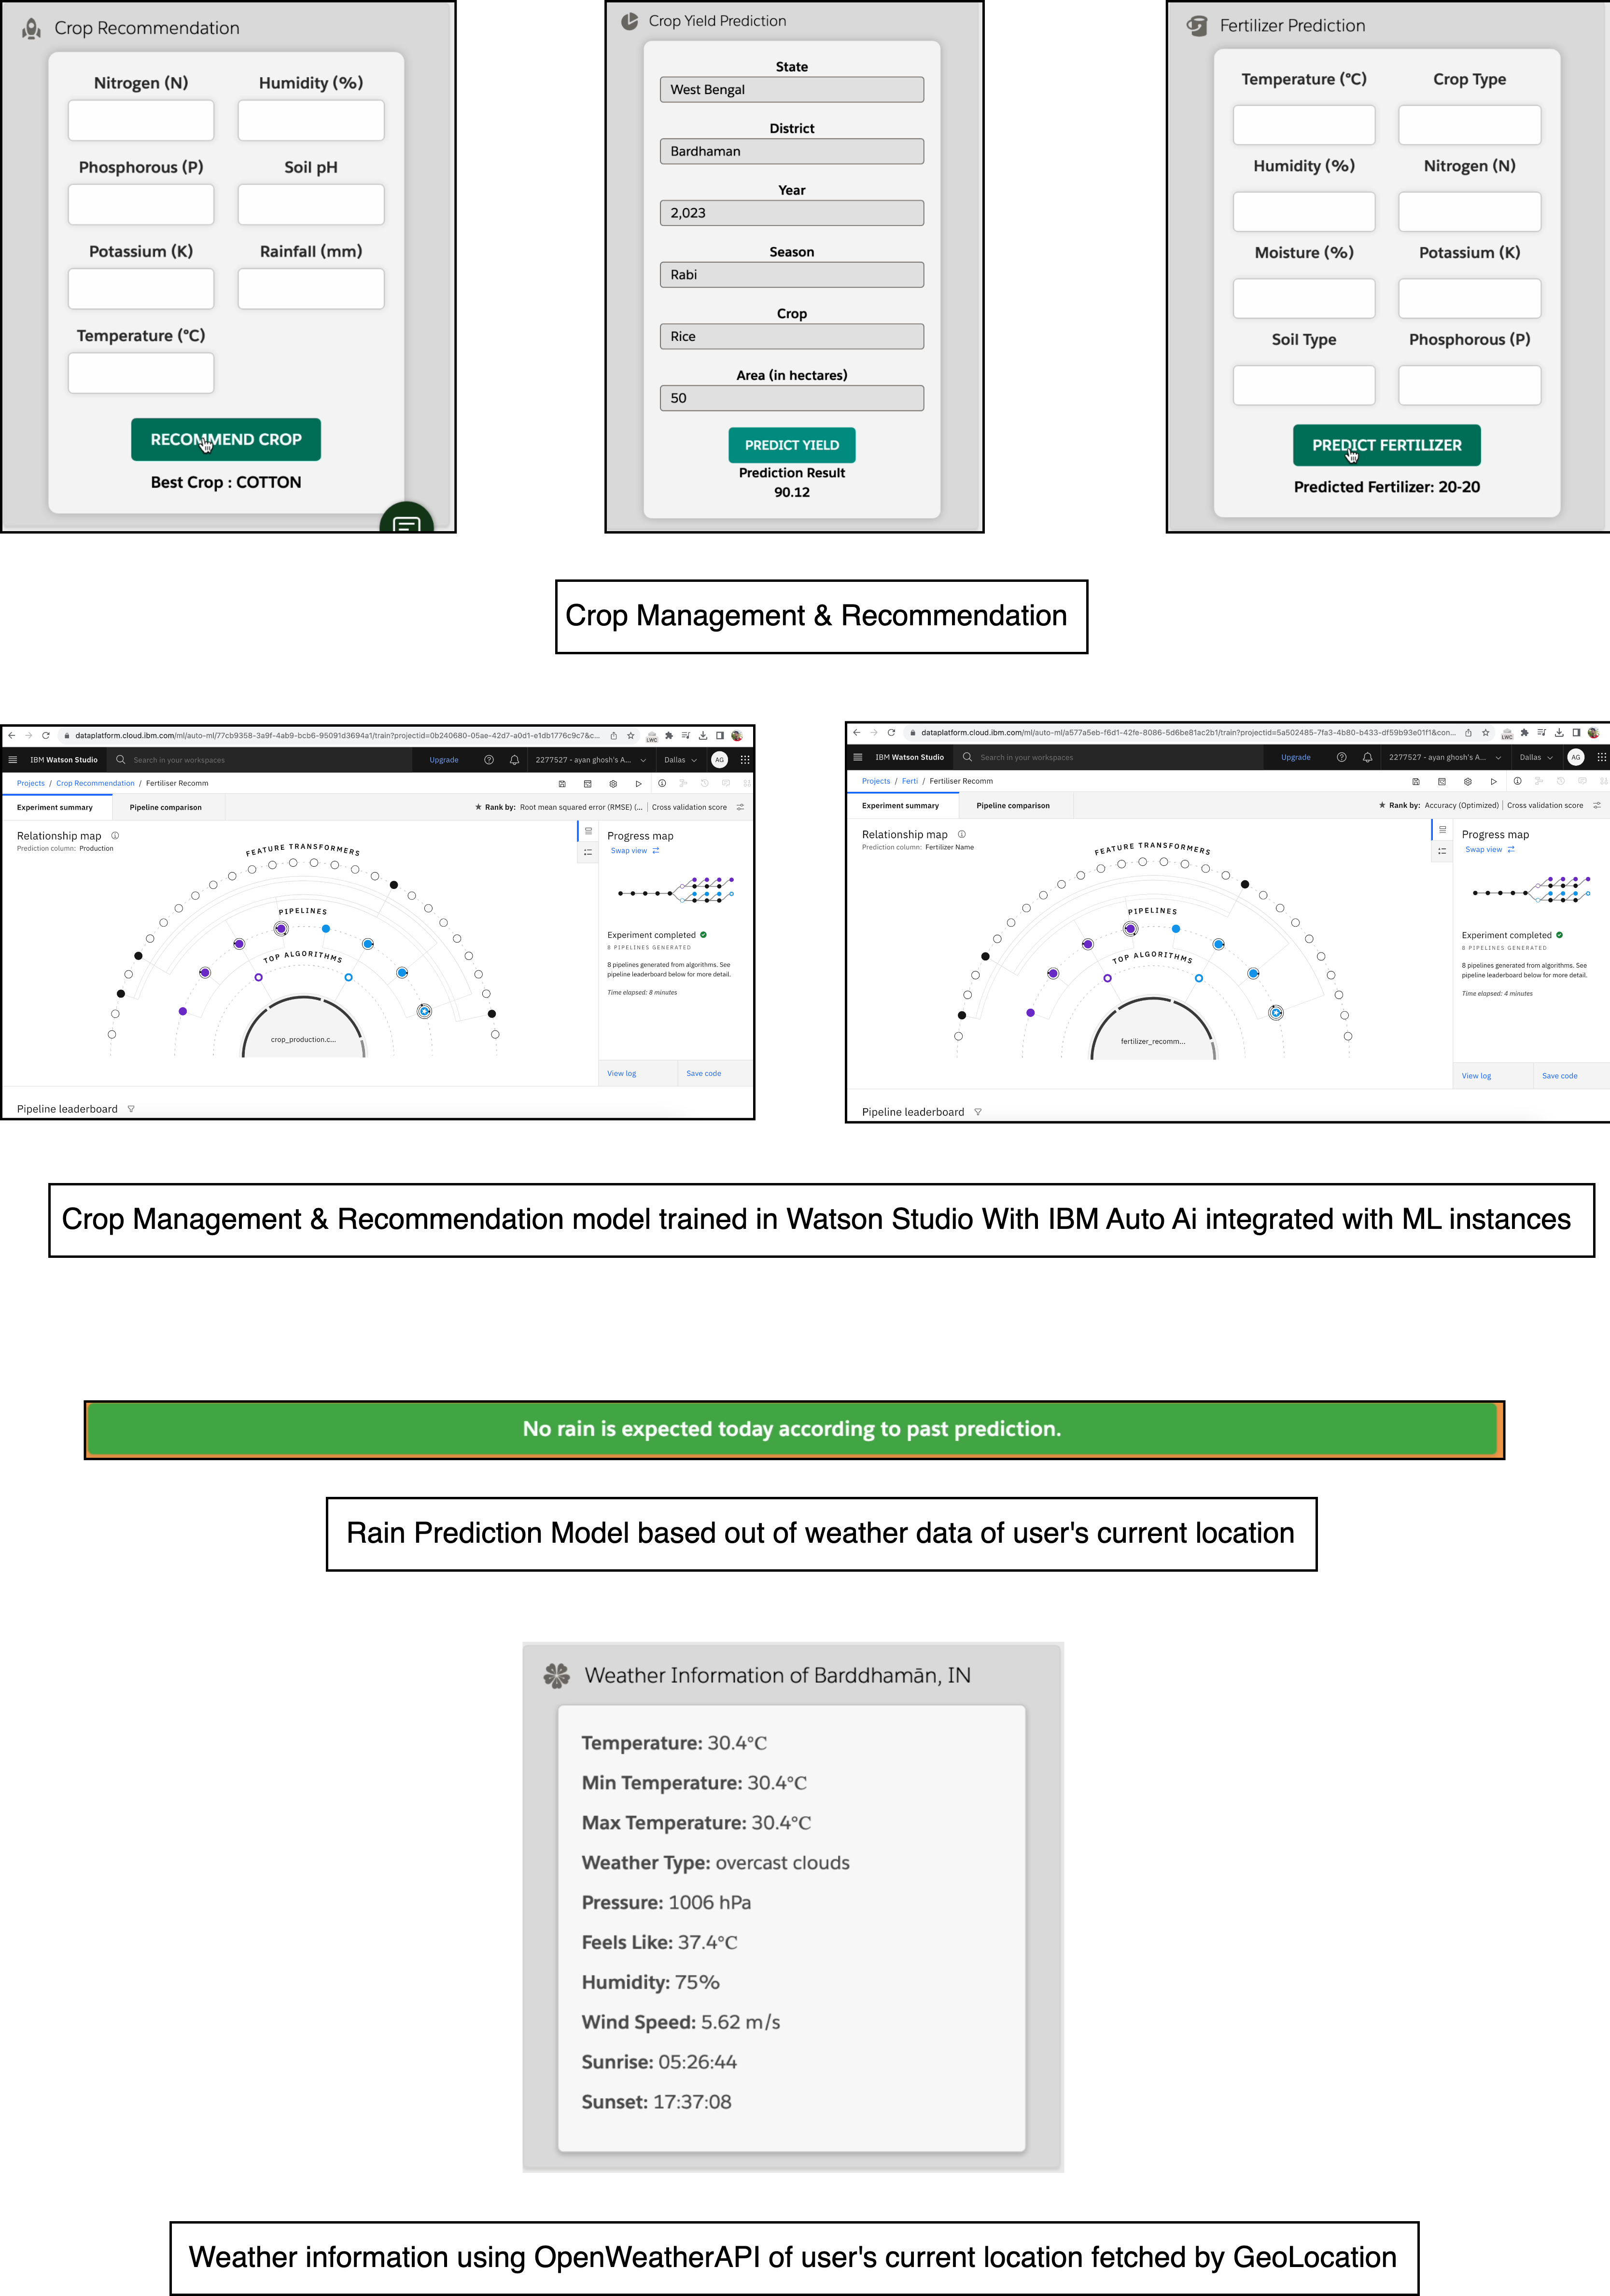 Crop Recommendation
Nitrogen (N) Humidity (%)
Phosphorous (P) Soil pH
Potassium (K) Rainfall (mm)
Temperature (°C)
RECOMMEND CROP
Best Crop : COTTON
Crop Yield Prediction
State
West Bengal
District
Bardhaman
Year
2,023
Season
Rabi
Crop
Rice
Area (in hectares)
50
PREDICT YIELD
Prediction Result
90.12
Fertilizer Prediction
Temperature (°C) Crop Type
Humidity (%) Nitrogen (N)
Moisture (%) Potassium (K)
Soil Type Phosphorous (P)
PREDICT FERTILIZER
Predicted Fertilizer: 20-20
Crop Management & Recommendation
dataplatform.cloud.ibm.com/ml/auto-ml/77cb9358-3a9f-4ab9-bcb6-95091d3694a1/train?projectid=0b240680-05ae-42d7-a0d1-e1db1776c9c7&c...
IBM Watson Studio Search in your workspaces Upgrade 2277527 - ayan ghosh's A... Dallas AG
Projects / Crop Recommendation / Fertiliser Recomm
Experiment summary Pipeline comparison Rank by: Root mean squared error (RMSE) (... | Cross validation score
Relationship map
Prediction column: Production
FEATURE TRANSFORMERS
PIPELINES
TOP ALGORITHMS
crop_production.c...
Progress map
Swap view
Experiment completed
8 PIPELINES GENERATED
8 pipelines generated from algorithms. See
pipeline leaderboard below for more detail.
Time elapsed: 8 minutes
View log Save code
Pipeline leaderboard
dataplatform.cloud.ibm.com/ml/auto-ml/a577a5eb-f6d1-42fe-8086-5d6be81ac2b1/train?projectid=5a502485-7fa3-4b80-b433-df59b93e01f1&con...
IBM Watson Studio Search in your workspaces Upgrade 2277527 - ayan ghosh's A... Dallas AG
Projects / Ferti / Fertiliser Recomm
Experiment summary Pipeline comparison Rank by: Accuracy (Optimized) | Cross validation score
Relationship map
Prediction column: Fertilizer Name
FEATURE TRANSFORMERS
PIPELINES
TOP ALGORITHMS
fertilizer_recomm...
Progress map
Swap view
Experiment completed
8 PIPELINES GENERATED
8 pipelines generated from algorithms. See
pipeline leaderboard below for more detail.
Time elapsed: 4 minutes
View log Save code
Pipeline leaderboard
Crop Management & Recommendation model trained in Watson Studio With IBM Auto Ai integrated with ML instances
No rain is expected today according to past prediction.
Rain Prediction Model based out of weather data of user's current location
Weather Information of Barddhamān, IN
Temperature: 30.4°C
Min Temperature: 30.4°C
Max Temperature: 30.4°C
Weather Type: overcast clouds
Pressure: 1006 hPa
Feels Like: 37.4°C
Humidity: 75%
Wind Speed: 5.62 m/s
Sunrise: 05:26:44
Sunset: 17:37:08
Weather information using OpenWeatherAPI of user's current location fetched by GeoLocation